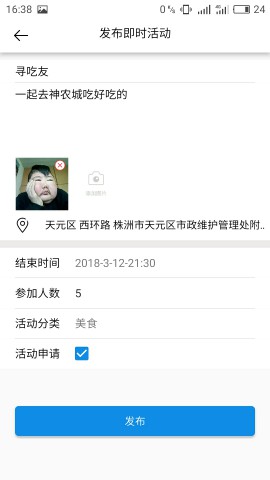 16:38
0 K/s
24
发布即时活动
寻吃友
一起去神农城吃好吃的
添加图片
天元区 西环路 株洲市天元区市政维护管理处附..
结束时间 2018-3-12-21:30
参加人数 5
活动分类 美食
活动申请
发布